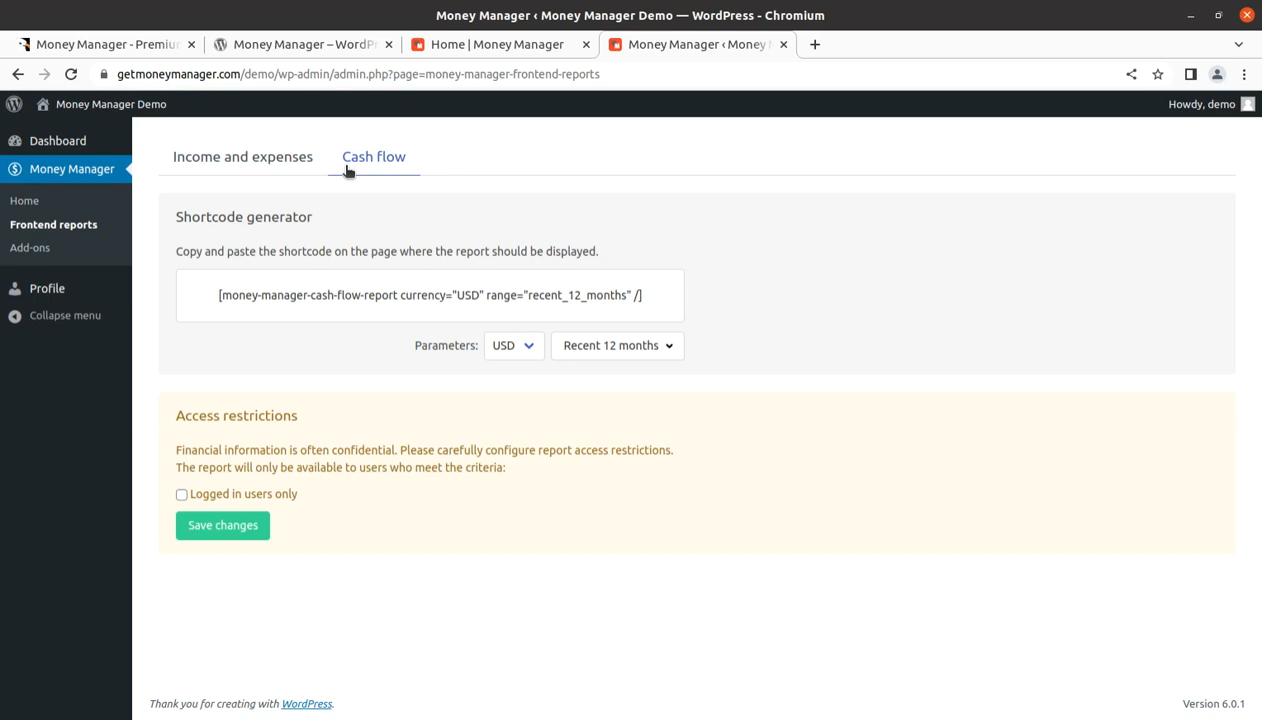 Money Manager ‹ Money Manager Demo — WordPress - Chromium
Money Manager - Premiu
Money Manager – WordP
Home | Money Manager
Money Manager ‹ Money
getmoneymanager.com/demo/wp-admin/admin.php?page=money-manager-frontend-reports
Money Manager Demo
Howdy, demo
Dashboard
Money Manager
Home
Frontend reports
Add-ons
Profile
Collapse menu
Income and expenses
Cash flow
Shortcode generator
Copy and paste the shortcode on the page where the report should be displayed.
[money-manager-cash-flow-report currency="USD" range="recent_12_months" /]
Parameters: USD Recent 12 months
Access restrictions
Financial information is often confidential. Please carefully configure report access restrictions.
The report will only be available to users who meet the criteria:
Logged in users only
Save changes
Thank you for creating with WordPress.
Version 6.0.1